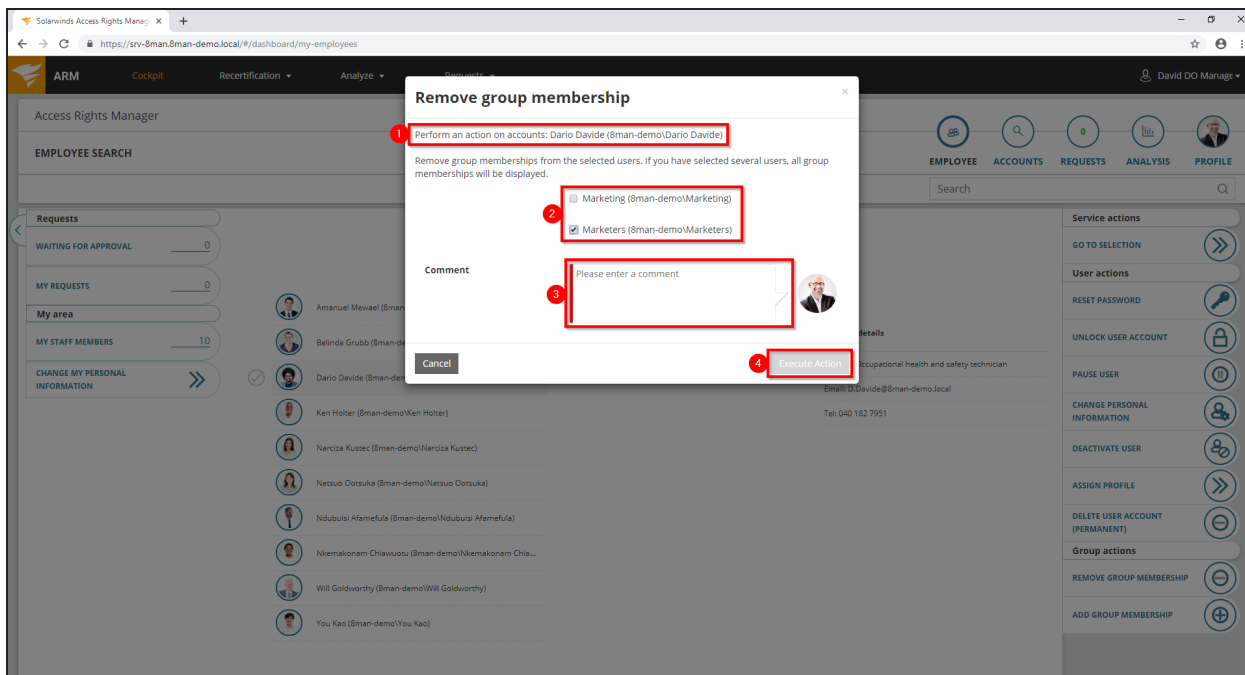 Solarwinds Access Rights Manag
https://srv-8man.8man-demo.local/#/dashboard/my-employees
ARM
Cockpit
Recertification
Analyze
Requests
David DO Manage
Access Rights Manager
EMPLOYEE SEARCH
EMPLOYEE
ACCOUNTS
0
REQUESTS
ANALYSIS
PROFILE
Search
Remove group membership
×
1
Perform an action on accounts: Dario Davide (8man-demo\Dario Davide)
Remove group memberships from the selected users. If you have selected several users, all group
memberships will be displayed.
2
Marketing (8man-demo\Marketing)
Marketers (8man-demo\Marketers)
Comment
3
Please enter a comment
Cancel
4
Execute Action
Requests
WAITING FOR APPROVAL 0
MY REQUESTS 0
My area
MY STAFF MEMBERS 10
CHANGE MY PERSONAL
INFORMATION
Amanuel Mewael (8man
Belinda Grubb (8man-de
Dario Davide (8man-der
Ken Holter (8man-demo\Ken Holter)
Narciza Kustec (8man-demo\Narciza Kustec)
Natsuo Ootsuka (8man-demo\Natsuo Ootsuka)
Ndubuisi Afamefula (8man-demo\Ndubuisi Afamefula)
Nkemakonam Chiawuotu (8man-demo\Nkemakonam Chia...
Will Goldworthy (8man-demo\Will Goldworthy)
You Kao (8man-demo\You Kao)
details
Occupational health and safety technician
Email: D.Davide@8man-demo.local
Tel: 040 182 7951
Service actions
GO TO SELECTION
User actions
RESET PASSWORD
UNLOCK USER ACCOUNT
PAUSE USER
CHANGE PERSONAL
INFORMATION
DEACTIVATE USER
ASSIGN PROFILE
DELETE USER ACCOUNT
(PERMANENT)
Group actions
REMOVE GROUP MEMBERSHIP
ADD GROUP MEMBERSHIP